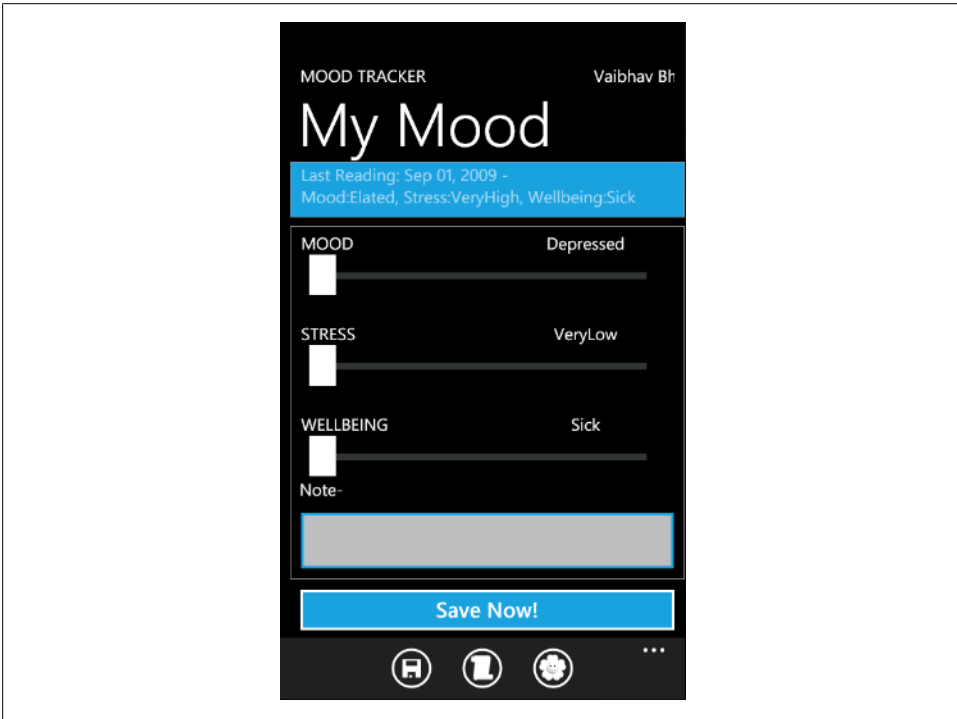 MOOD TRACKER Vaibhav Bh
My Mood
Last Reading: Sep 01, 2009 -
Mood:Elated, Stress:VeryHigh, Wellbeing:Sick
MOOD Depressed
STRESS VeryLow
WELLBEING Sick
Note-
Save Now!